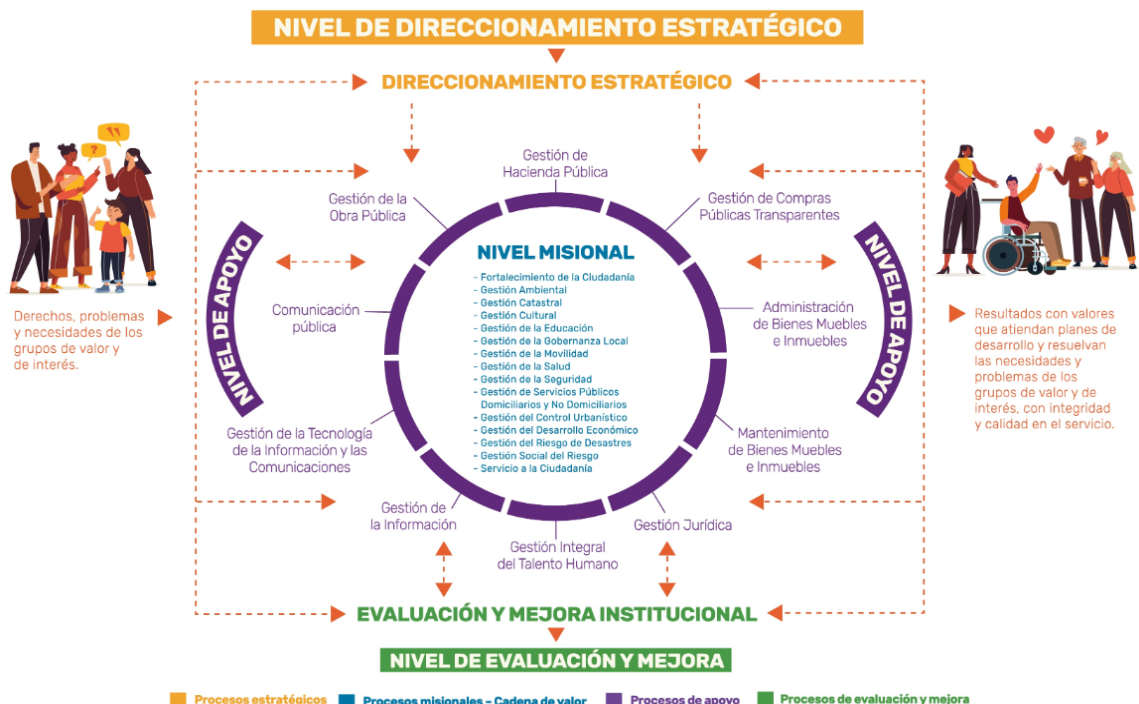 NIVEL DE DIRECCIONAMIENTO ESTRATÉGICO
DIRECCIONAMIENTO ESTRATÉGICO
?
Derechos, problemas
y necesidades de los
grupos de valor y
de interés.
NIVEL DE APOYO
Gestión de
Hacienda Pública
Gestión de la
Obra Pública
Gestión de Compras
Públicas Transparentes
Comunicación
pública
Administración
de Bienes Muebles
e Inmuebles
Gestión de la Tecnología
de la Información y las
Comunicaciones
Mantenimiento
de Bienes Muebles
e Inmuebles
Gestión de
la Información
Gestión Integral
del Talento Humano
Gestión Jurídica
NIVEL MISIONAL
- Fortalecimiento de la Ciudadanía
- Gestión Ambiental
- Gestión Catastral
- Gestión Cultural
- Gestión de la Educación
- Gestión de la Gobernanza Local
- Gestión de la Movilidad
- Gestión de la Salud
- Gestión de la Seguridad
- Gestión de Servicios Públicos
Domiciliarios y No Domiciliarios
- Gestión del Control Urbanístico
- Gestión del Desarrollo Económico
- Gestión del Riesgo de Desastres
- Gestión Social del Riesgo
- Servicio a la Ciudadanía
NIVEL DE APOYO
Resultados con valores
que atiendan planes de
desarrollo y resuelvan
las necesidades y
problemas de los
grupos de valor y de
interés, con integridad
y calidad en el servicio.
EVALUACIÓN Y MEJORA INSTITUCIONAL
NIVEL DE EVALUACIÓN Y MEJORA
Procesos estratégicos
Procesos misionales – Cadena de valor
Procesos de apoyo
Procesos de evaluación y mejora